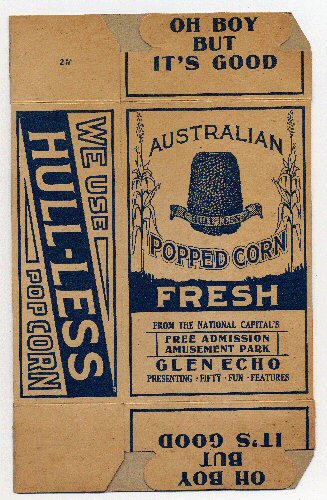 OH BOY
BUT
IT'S GOOD
AUSTRALIAN
HULL-LESS
POPPED CORN
FRESH
FROM THE NATIONAL CAPITAL'S
FREE ADMISSION
AMUSEMENT PARK
GLEN ECHO
PRESENTING · FIFTY · FUN · FEATURES
WE USE
HULL-LESS
POPCORN
OH BOY
BUT
IT'S GOOD